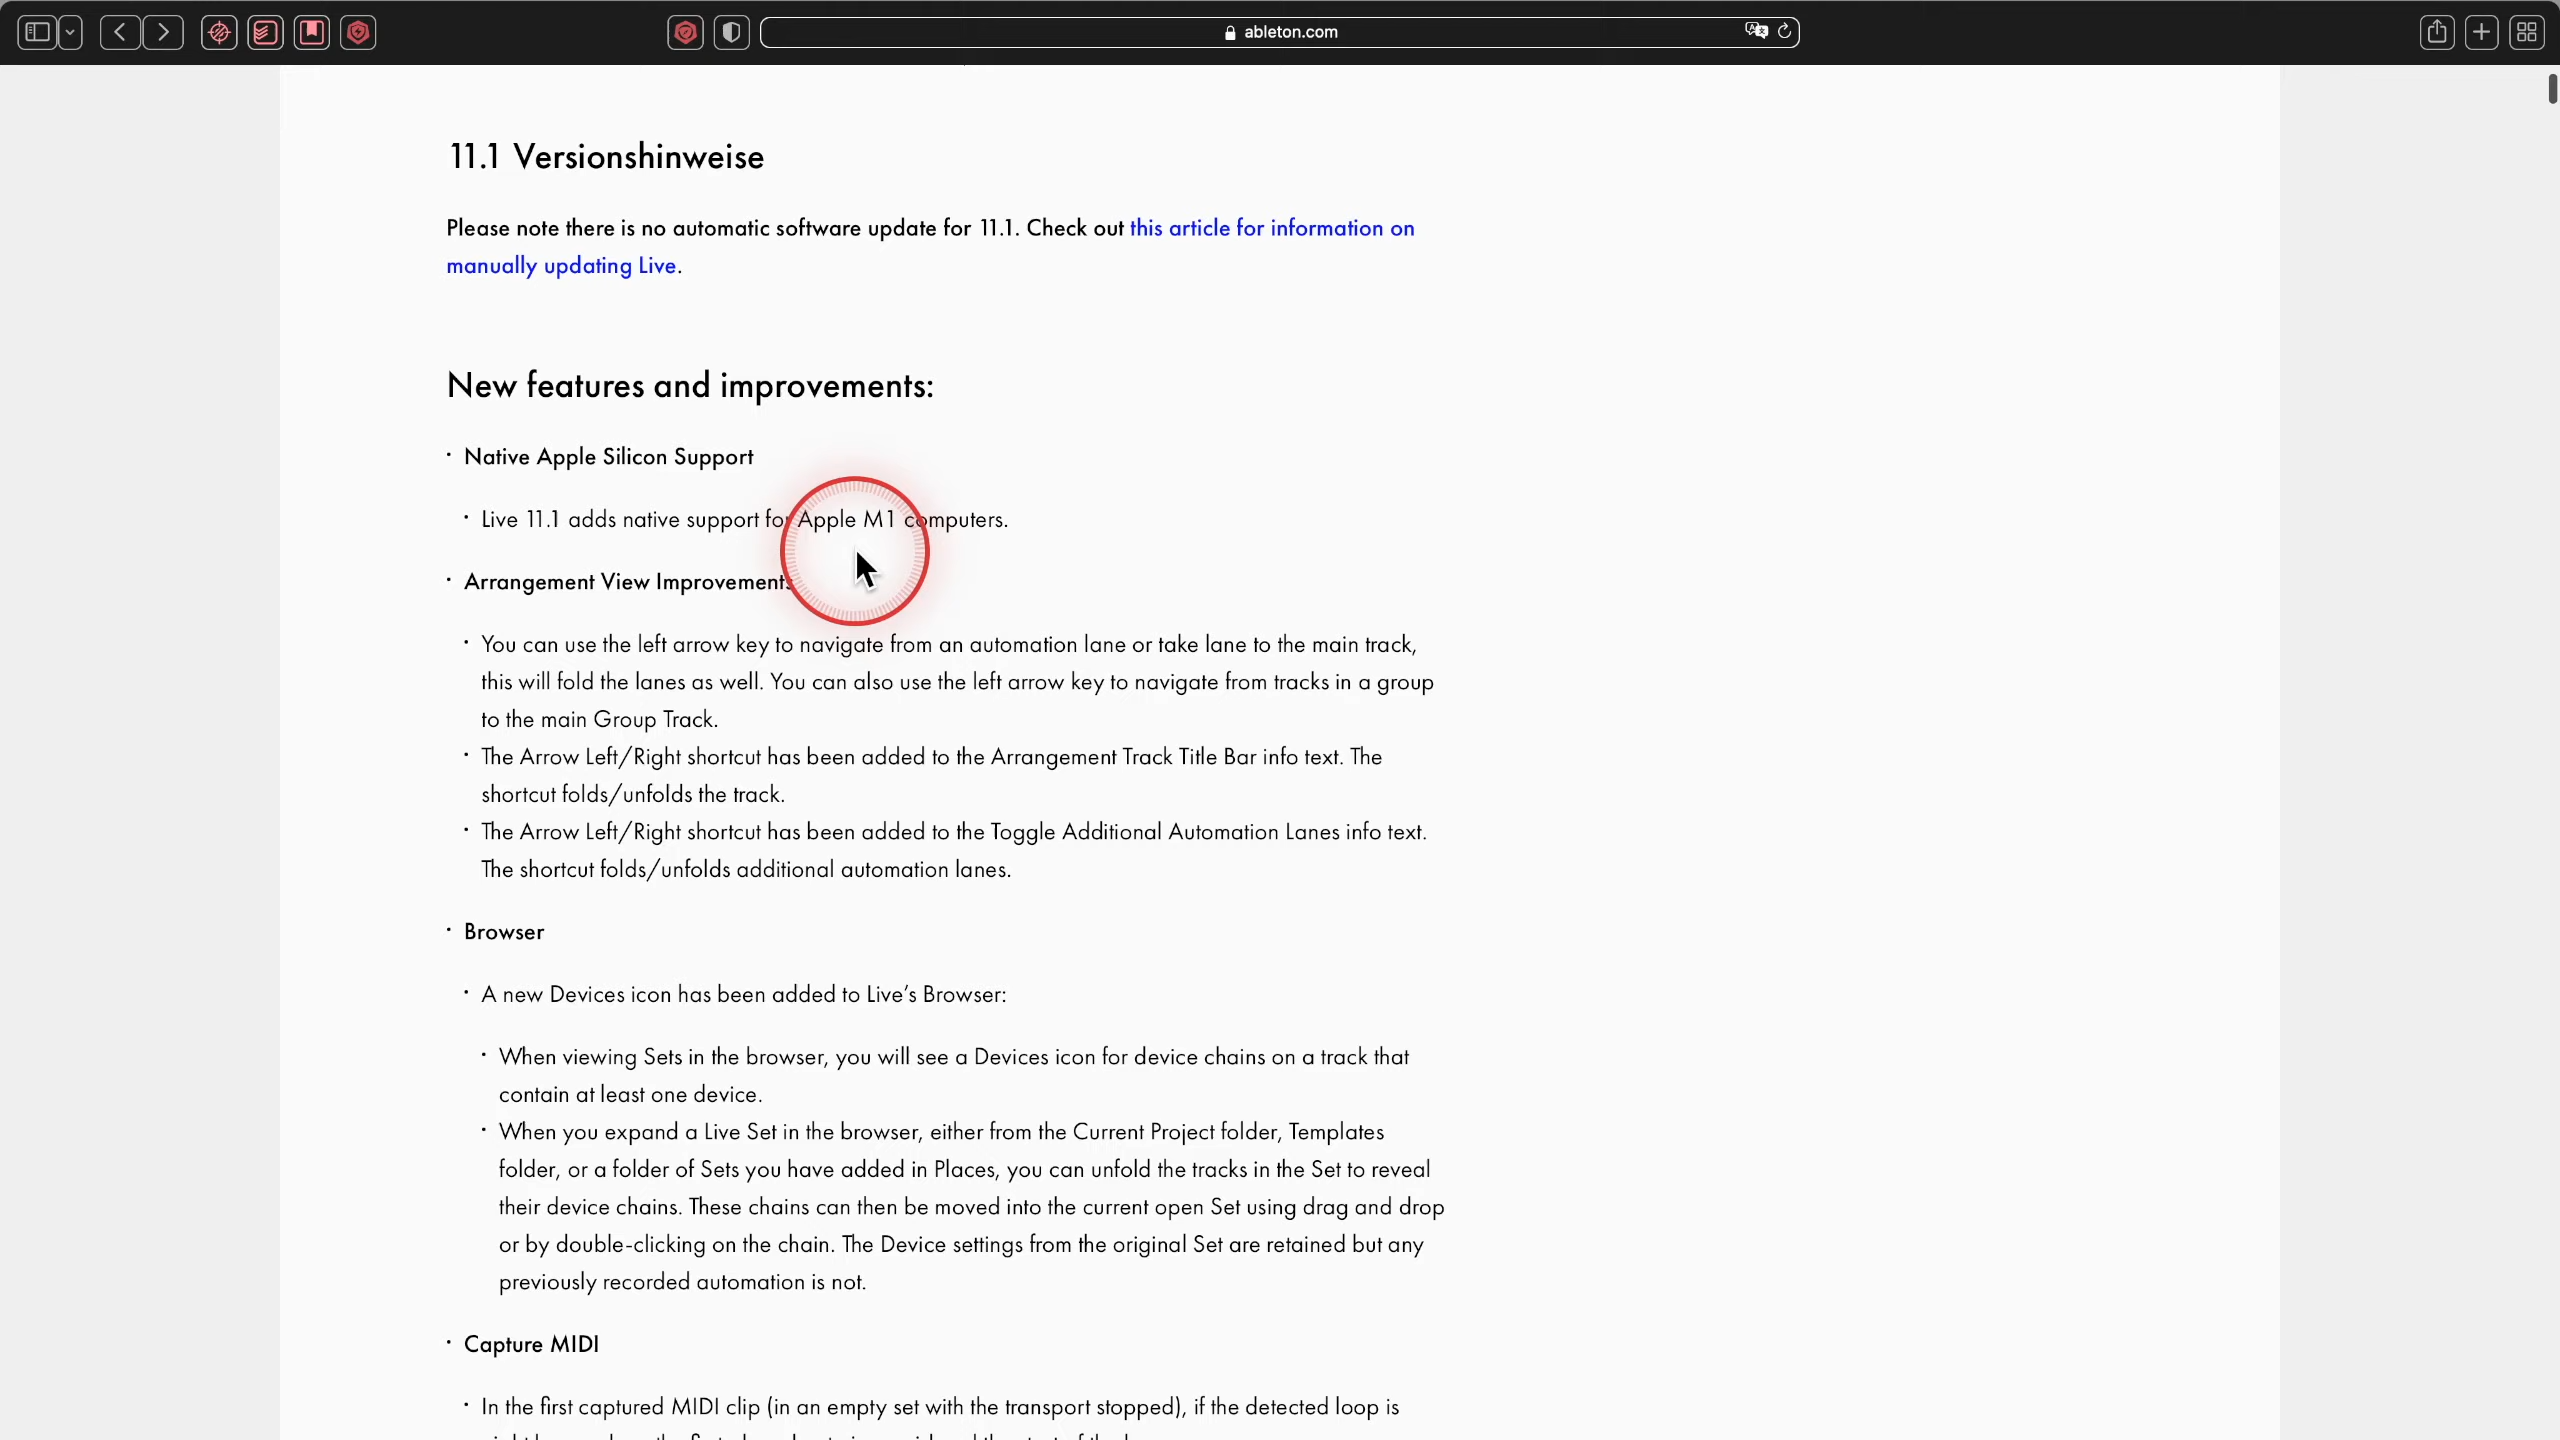 ableton.com
11.1 Versionshinweise
Please note there is no automatic software update for 11.1. Check out this article for information on
manually updating Live.
New features and improvements:
· Native Apple Silicon Support
· Live 11.1 adds native support for Apple M1 computers.
· Arrangement View Improvements
· You can use the left arrow key to navigate from an automation lane or take lane to the main track,
this will fold the lanes as well. You can also use the left arrow key to navigate from tracks in a group
to the main Group Track.
· The Arrow Left/Right shortcut has been added to the Arrangement Track Title Bar info text. The
shortcut folds/unfolds the track.
· The Arrow Left/Right shortcut has been added to the Toggle Additional Automation Lanes info text.
The shortcut folds/unfolds additional automation lanes.
· Browser
· A new Devices icon has been added to Live’s Browser:
· When viewing Sets in the browser, you will see a Devices icon for device chains on a track that
contain at least one device.
· When you expand a Live Set in the browser, either from the Current Project folder, Templates
folder, or a folder of Sets you have added in Places, you can unfold the tracks in the Set to reveal
their device chains. These chains can then be moved into the current open Set using drag and drop
or by double-clicking on the chain. The Device settings from the original Set are retained but any
previously recorded automation is not.
· Capture MIDI
· In the first captured MIDI clip (in an empty set with the transport stopped), if the detected loop is